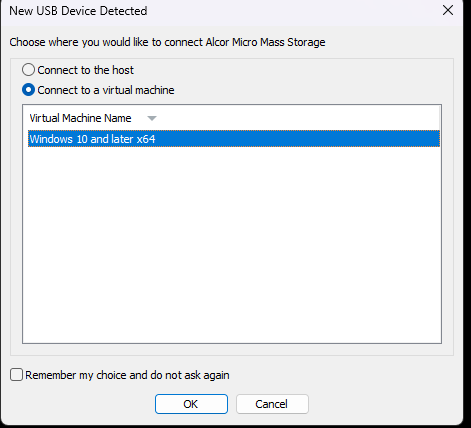 New USB Device Detected
Choose where you would like to connect Alcor Micro Mass Storage
Connect to the host
Connect to a virtual machine
Virtual Machine Name
Windows 10 and later x64
Remember my choice and do not ask again
OK Cancel